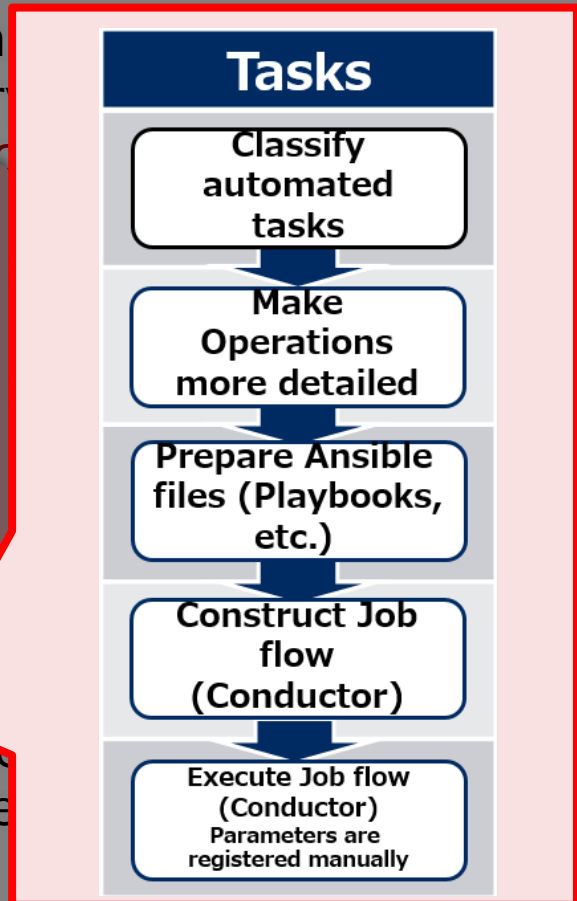 Tasks
Classify
automated
tasks
Make
Operations
more detailed
Prepare Ansible
files (Playbooks,
etc.)
Construct Job
flow
(Conductor)
Execute Job flow
(Conductor)
Parameters are
registered manually